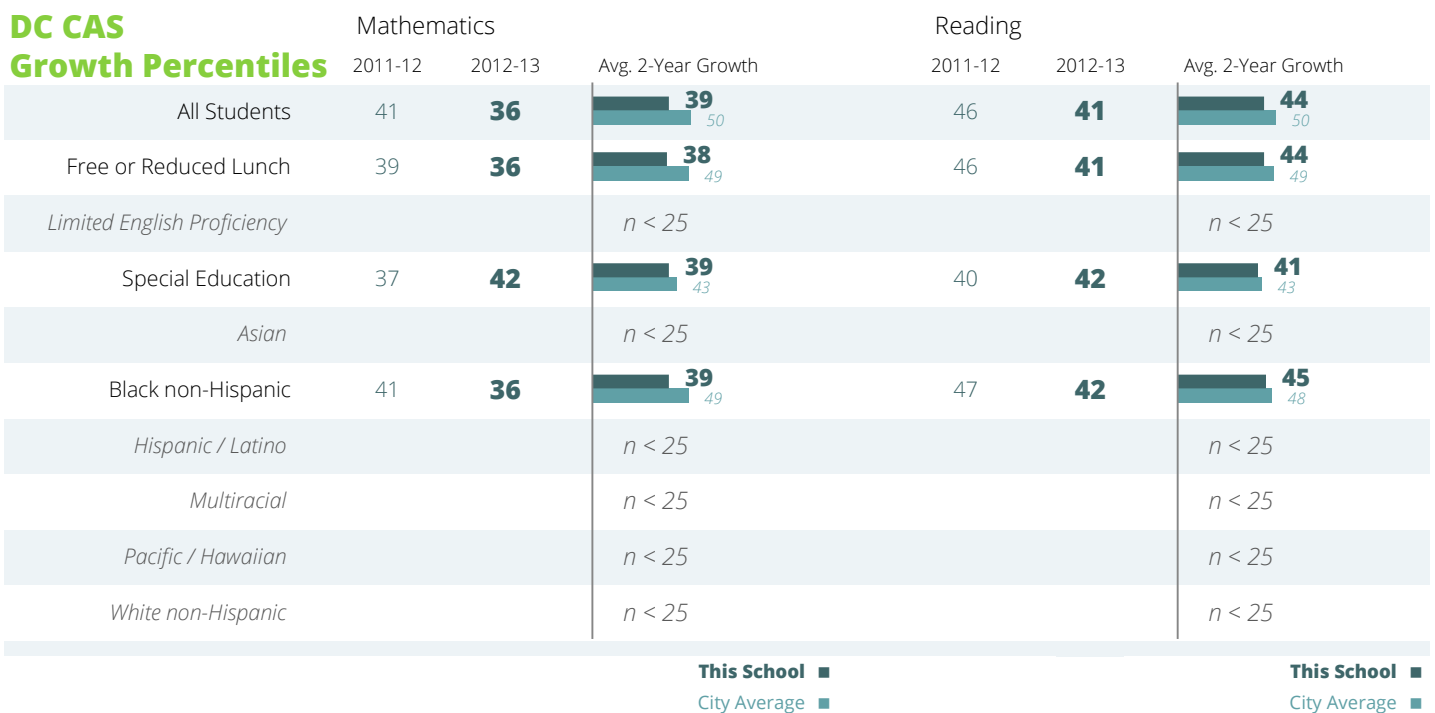 DC CAS
Growth Percentiles
Mathematics Reading
2011-12 2012-13 Avg. 2-Year Growth 2011-12 2012-13 Avg. 2-Year Growth
All Students 41 36 39 50 46 41 44 50
Free or Reduced Lunch 39 36 38 49 46 41 44 49
Limited English Proficiency n < 25 n < 25
Special Education 37 42 39 43 40 42 41 43
Asian n < 25 n < 25
Black non-Hispanic 41 36 39 49 47 42 45 48
Hispanic / Latino n < 25 n < 25
Multiracial n < 25 n < 25
Pacific / Hawaiian n < 25 n < 25
White non-Hispanic n < 25 n < 25
This School This School
City Average City Average